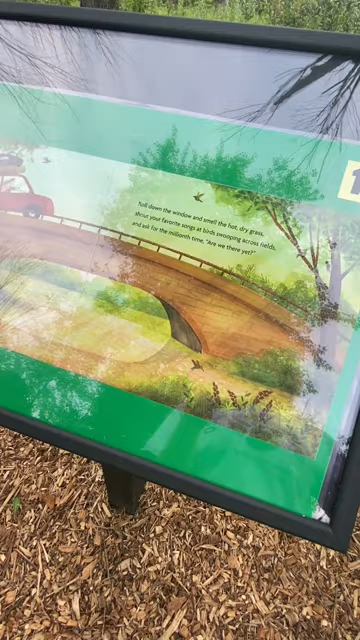 Roll down the window and smell the hot, dry grass,
shout your favorite songs at birds swooping across fields,
and ask for the millionth time, "Are we there yet?"